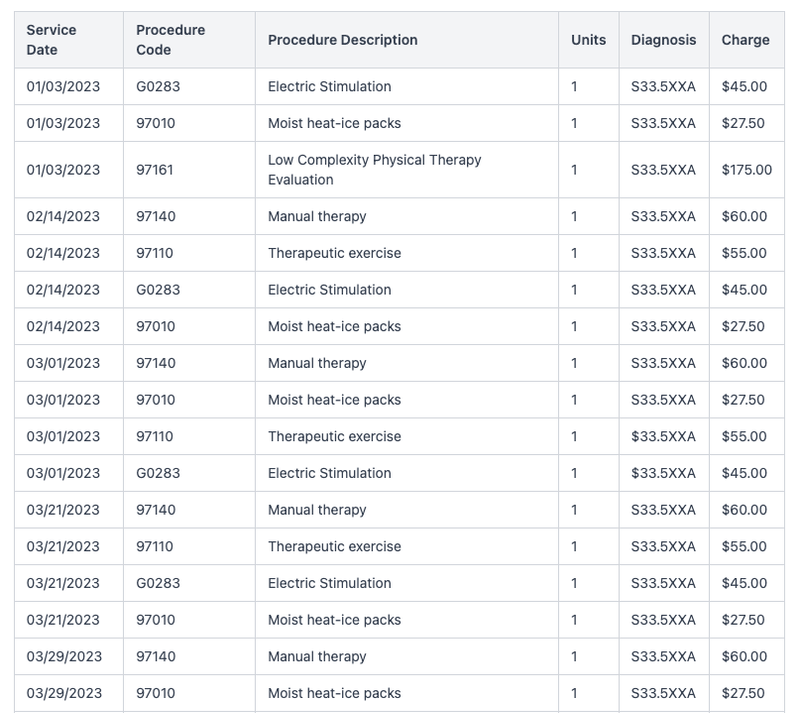 Service Date | Procedure Code | Procedure Description | Units | Diagnosis | Charge
01/03/2023 | G0283 | Electric Stimulation | 1 | S33.5XXA | $45.00
01/03/2023 | 97010 | Moist heat-ice packs | 1 | S33.5XXA | $27.50
01/03/2023 | 97161 | Low Complexity Physical Therapy Evaluation | 1 | S33.5XXA | $175.00
02/14/2023 | 97140 | Manual therapy | 1 | S33.5XXA | $60.00
02/14/2023 | 97110 | Therapeutic exercise | 1 | S33.5XXA | $55.00
02/14/2023 | G0283 | Electric Stimulation | 1 | S33.5XXA | $45.00
02/14/2023 | 97010 | Moist heat-ice packs | 1 | S33.5XXA | $27.50
03/01/2023 | 97140 | Manual therapy | 1 | S33.5XXA | $60.00
03/01/2023 | 97010 | Moist heat-ice packs | 1 | S33.5XXA | $27.50
03/01/2023 | 97110 | Therapeutic exercise | 1 | $33.5XXA | $55.00
03/01/2023 | G0283 | Electric Stimulation | 1 | $33.5XXA | $45.00
03/21/2023 | 97140 | Manual therapy | 1 | S33.5XXA | $60.00
03/21/2023 | 97110 | Therapeutic exercise | 1 | S33.5XXA | $55.00
03/21/2023 | G0283 | Electric Stimulation | 1 | S33.5XXA | $45.00
03/21/2023 | 97010 | Moist heat-ice packs | 1 | S33.5XXA | $27.50
03/29/2023 | 97140 | Manual therapy | 1 | S33.5XXA | $60.00
03/29/2023 | 97010 | Moist heat-ice packs | 1 | S33.5XXA | $27.50